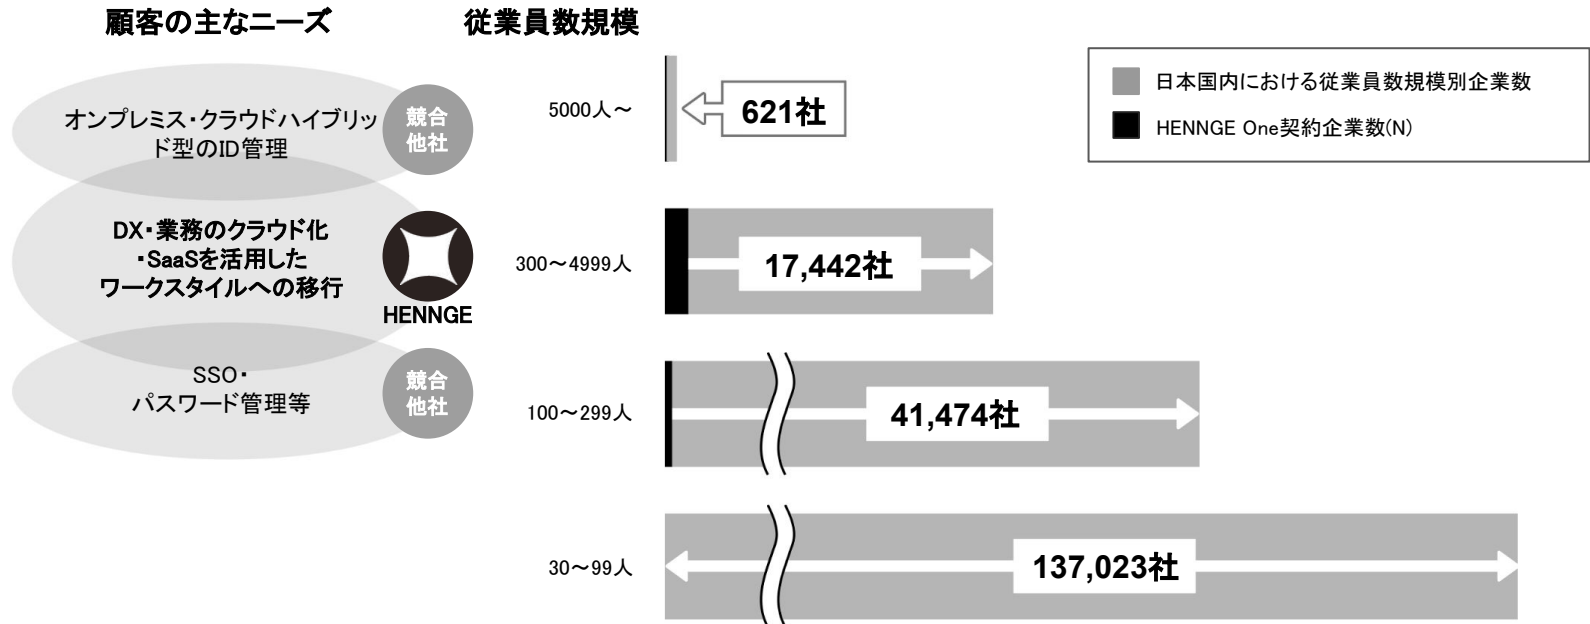 顧客の主なニーズ
従業員数規模
日本国内における従業員数規模別企業数
HENNGE One契約企業数(N)
オンプレミス・クラウドハイブリッ
ド型のID管理
競合
他社
5000人～
621社
DX・業務のクラウド化
・SaaSを活用した
ワークスタイルへの移行
HENNGE
300～4999人
17,442社
SSO・
パスワード管理等
競合
他社
100～299人
41,474社
30～99人
137,023社